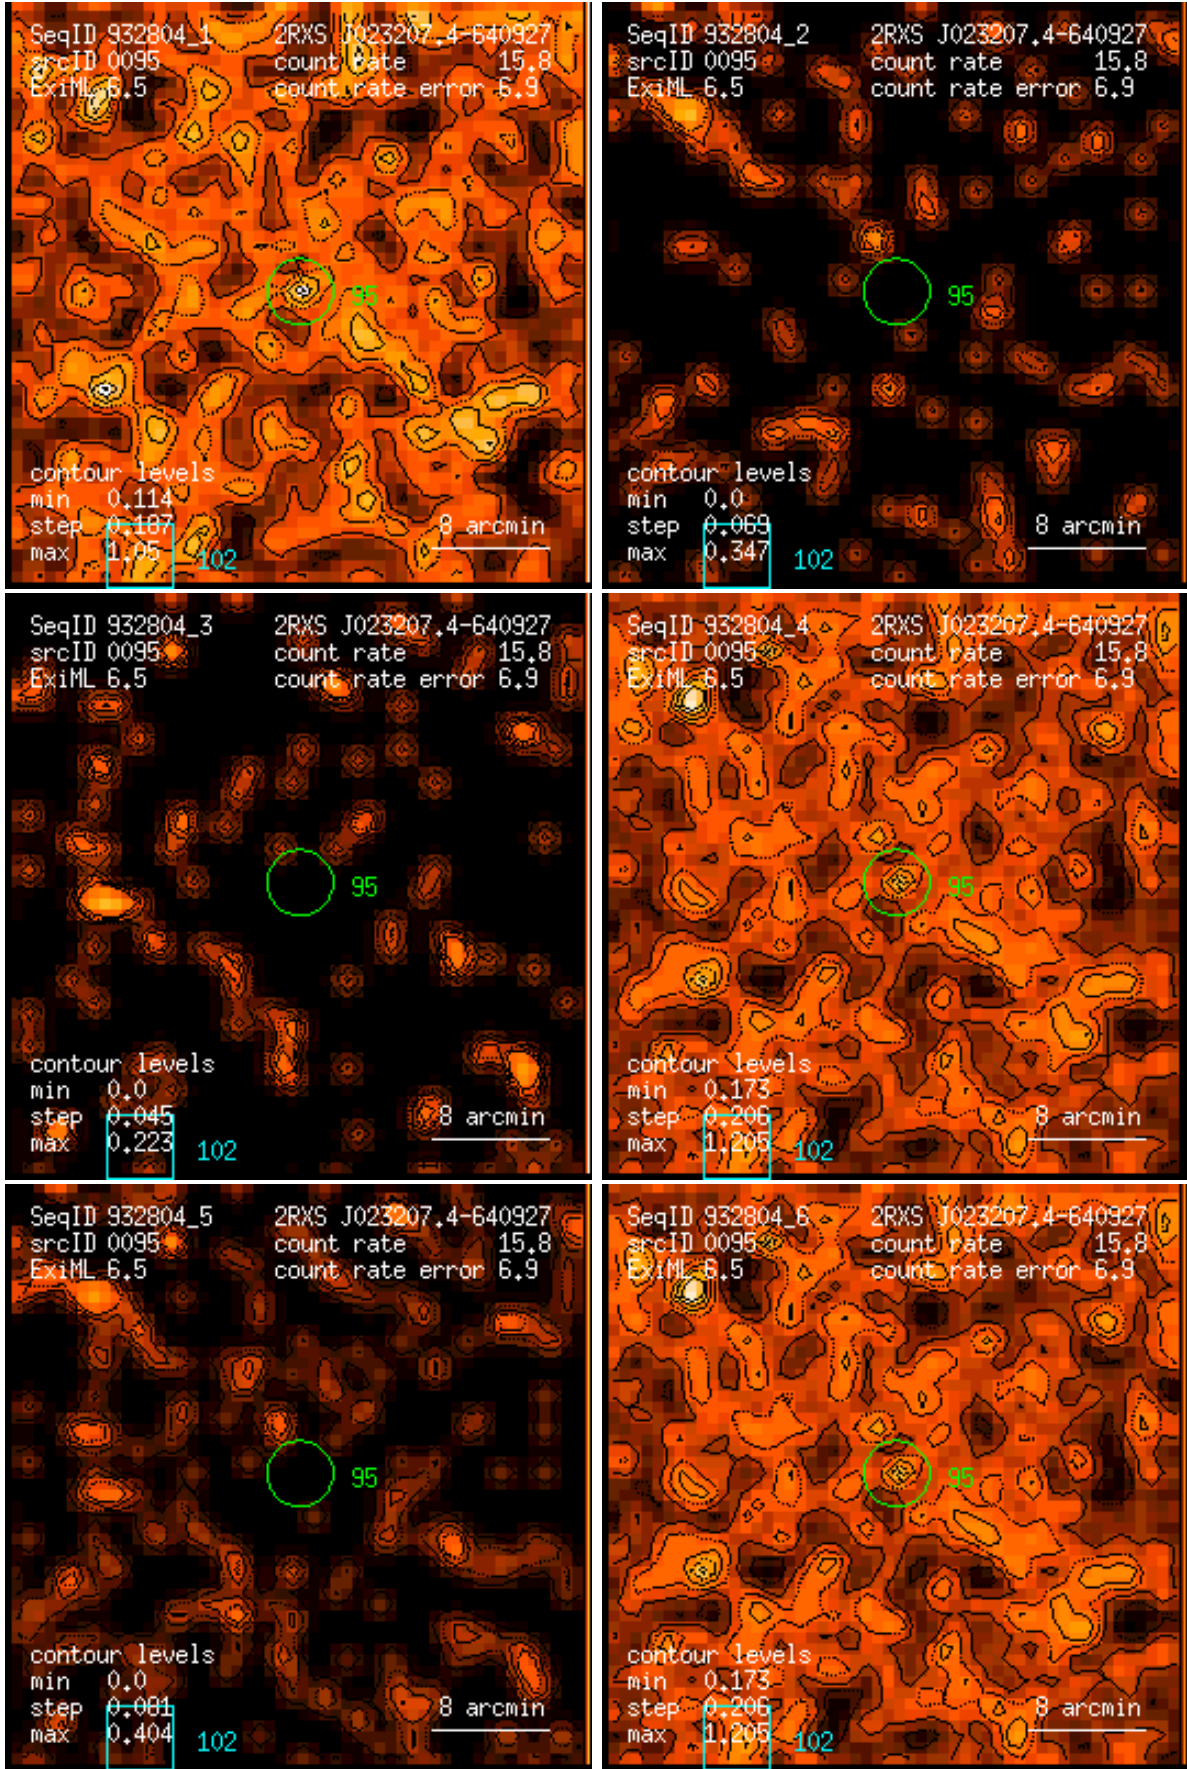 SeqID 932804_1 2RXS J023207.4-640927
srcID 0095 count rate 15.8
ExiML 6.5 count rate error 6.9
95
contour levels
min 0.114
step 0.187 8 arcmin
max 1.05 102
SeqID 932804_2 2RXS J023207.4-640927
srcID 0095 count rate 15.8
ExiML 6.5 count rate error 6.9
95
contour levels
min 0.0
step 0.069 8 arcmin
max 0.347 102
SeqID 932804_3 2RXS J023207.4-640927
srcID 0095 count rate 15.8
ExiML 6.5 count rate error 6.9
95
contour levels
min 0.0
step 0.045 8 arcmin
max 0.223 102
SeqID 932804_4 2RXS J023207.4-640927
srcID 0095 count rate 15.8
ExiML 6.5 count rate error 6.9
95
contour levels
min 0.173
step 0.206 8 arcmin
max 1.205 102
SeqID 932804_5 2RXS J023207.4-640927
srcID 0095 count rate 15.8
ExiML 6.5 count rate error 6.9
95
contour levels
min 0.0
step 0.081 8 arcmin
max 0.404 102
SeqID 932804_6 2RXS J023207.4-640927
srcID 0095 count rate 15.8
ExiML 6.5 count rate error 6.9
95
contour levels
min 0.173
step 0.206 8 arcmin
max 1.205 102